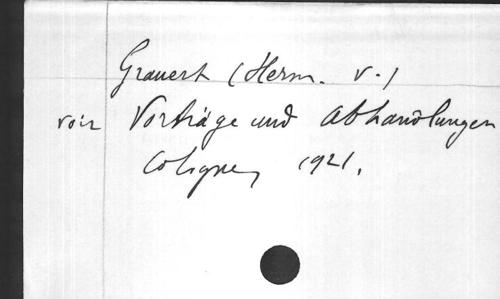 Grauert (Herm. v.)
voir Vorträge und Abhandlungen
Cologne, 1921.